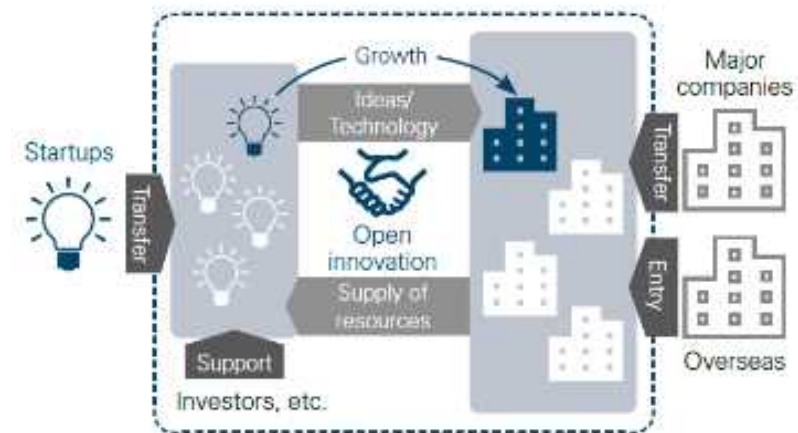 Growth
Ideas/
Technology
Major
companies
Startups
Transfer
Transfer
Open
innovation
Supply of
resources
Entry
Support
Overseas
Investors, etc.